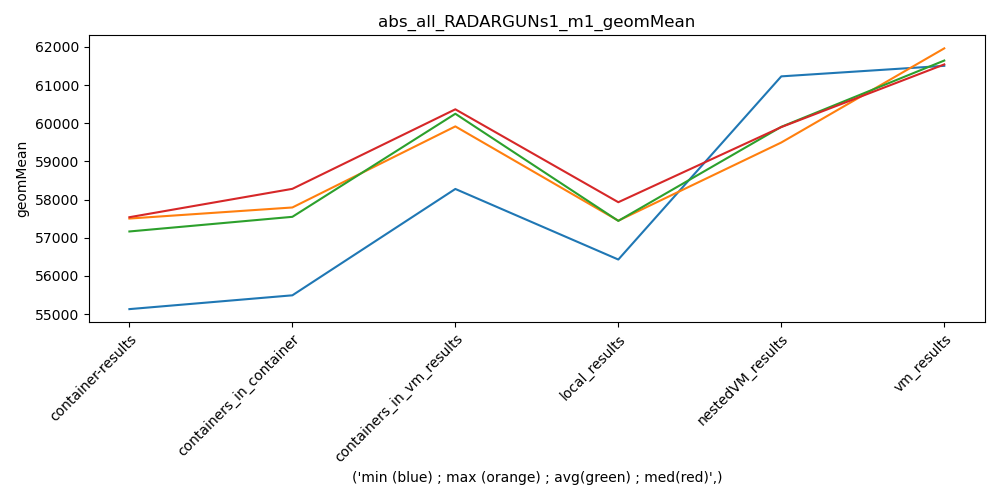 abs_all_RADARGUNs1_m1_geomMean
geomMean
62000
61000
60000
59000
58000
57000
56000
55000
container-results
containers_in_container
containers_in_vm_results
local_results
nestedVM_results
vm_results
('min (blue) ; max (orange) ; avg(green) ; med(red)',)